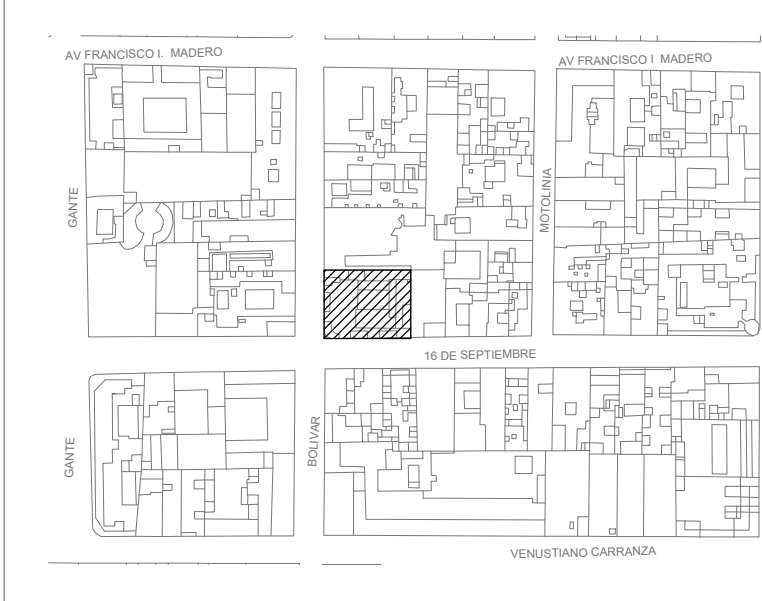 AV FRANCISCO I. MADERO
AV FRANCISCO I MADERO
GANTE
MOTOLINIA
16 DE SEPTIEMBRE
GANTE
BOLIVAR
VENUSTIANO CARRANZA